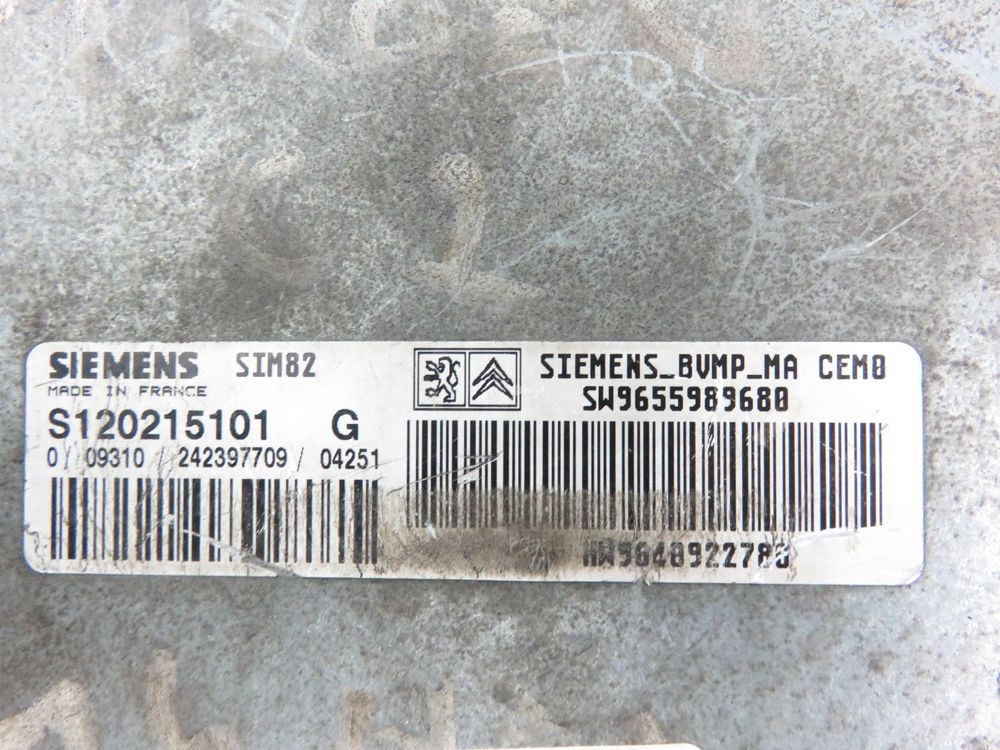 SIEMENS SIM82
MADE IN FRANCE
S120215101 G
0 / 09310 / 242397709 / 04251
SIEMENS_BVMP_MA CEM0
SW9655989680
HW9648922780